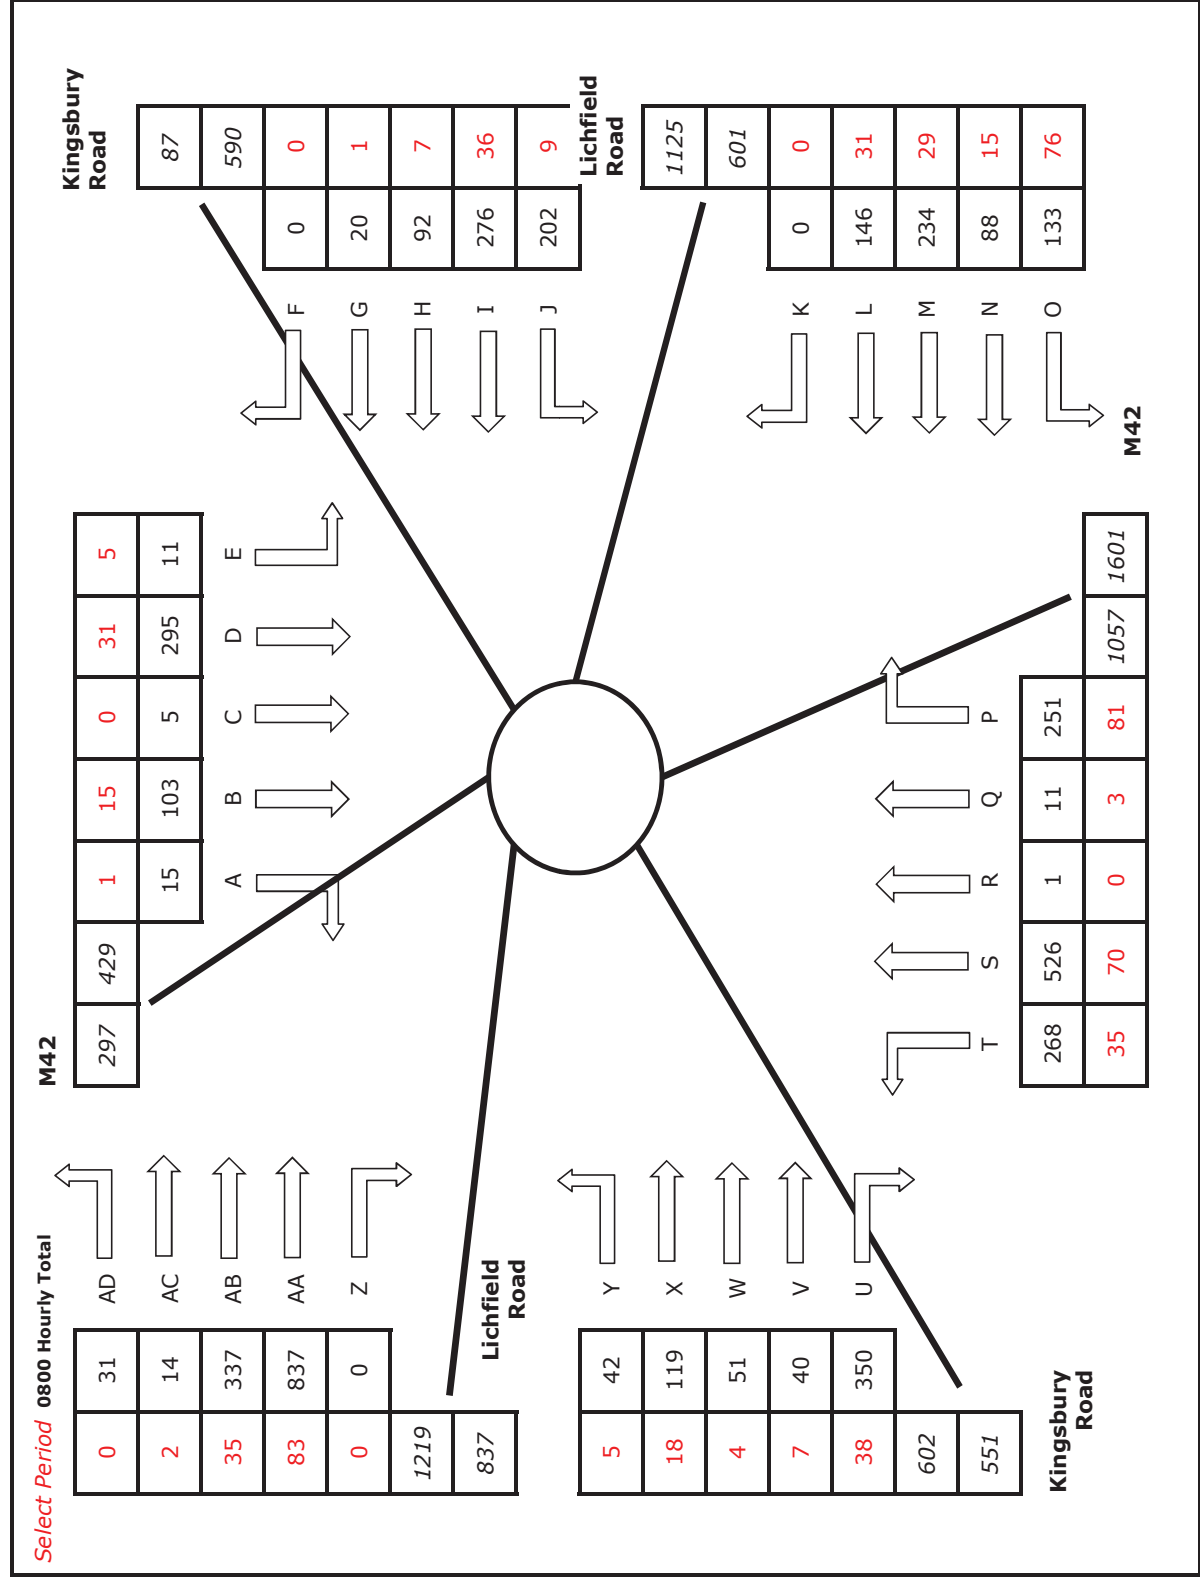 Select Period 0800 Hourly Total
M42
Kingsbury
Road
0 31 AD
2 14 AC
35 337 AB
83 837 AA
0 0 Z
1219
837
297 429 1 15 0 31 5
15 103 5 295 11
A B C D E
87
590
F 0 0
G 20 1
H 92 7
I 276 36
J 202 9
Lichfield
Road
Lichfield
Road
5 42 Y
18 119 X
4 51 W
7 40 V
38 350 U
602
551
1125
601
K 0 0
L 146 31
M 234 29
N 88 15
O 133 76
T S R Q P
268 526 1 11 251
35 70 0 3 81 1057 1601
Kingsbury
Road
M42